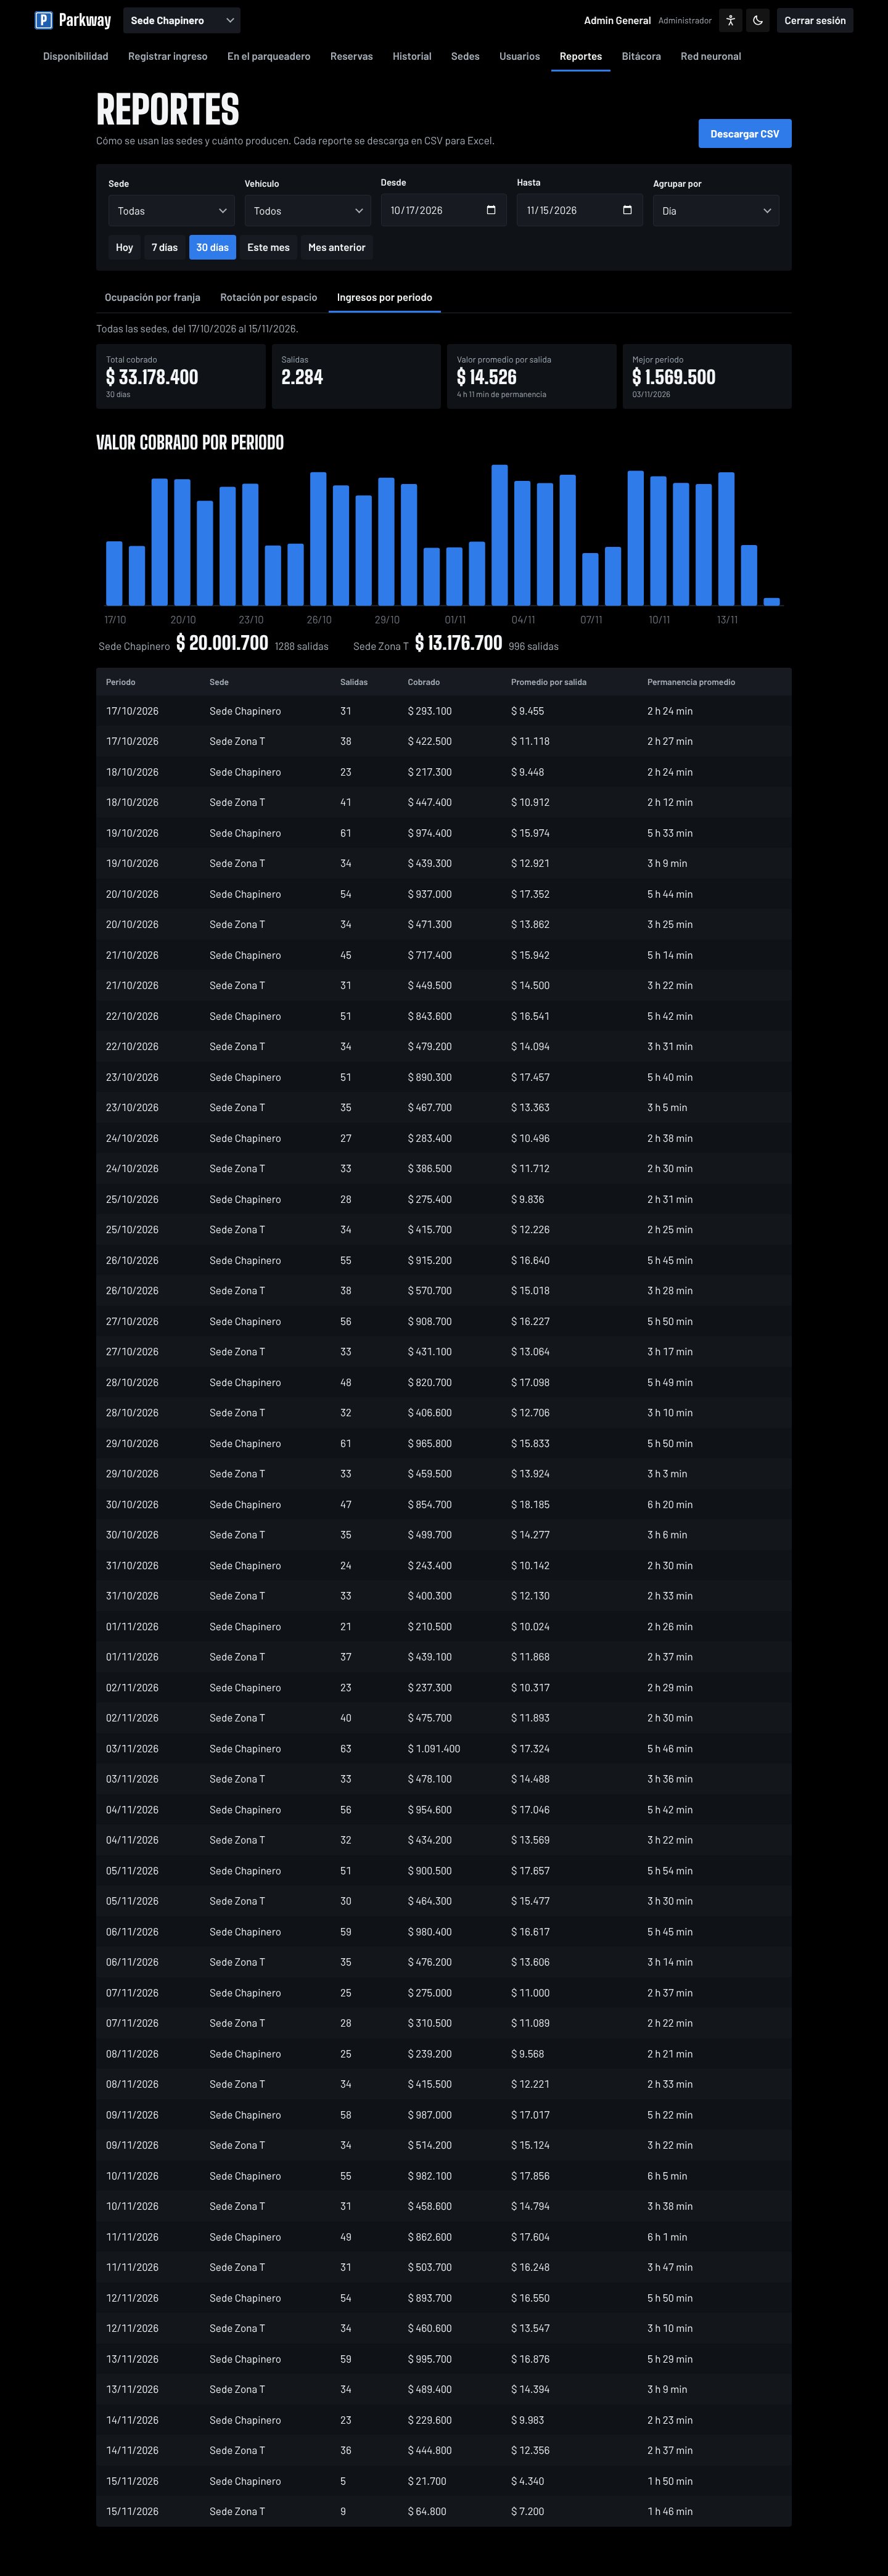 P Parkway Sede Chapinero Admin General Administrador Cerrar sesión
Disponibilidad Registrar ingreso En el parqueadero Reservas Historial Sedes Usuarios Reportes Bitácora Red neuronal
REPORTES
Cómo se usan las sedes y cuánto producen. Cada reporte se descarga en CSV para Excel.
Descargar CSV
Sede Vehículo Desde Hasta Agrupar por
Todas Todos 10/17/2026 11/15/2026 Día
Hoy 7 días 30 días Este mes Mes anterior
Ocupación por franja Rotación por espacio Ingresos por periodo
Todas las sedes, del 17/10/2026 al 15/11/2026.
Total cobrado Salidas Valor promedio por salida Mejor periodo
$ 33.178.400 2.284 $ 14.526 $ 1.569.500
30 días 4 h 11 min de permanencia 03/11/2026
VALOR COBRADO POR PERIODO
17/10 20/10 23/10 26/10 29/10 01/11 04/11 07/11 10/11 13/11
Sede Chapinero $ 20.001.700 1288 salidas Sede Zona T $ 13.176.700 996 salidas
Periodo Sede Salidas Cobrado Promedio por salida Permanencia promedio
17/10/2026 Sede Chapinero 31 $ 293.100 $ 9.455 2 h 24 min
17/10/2026 Sede Zona T 38 $ 422.500 $ 11.118 2 h 27 min
18/10/2026 Sede Chapinero 23 $ 217.300 $ 9.448 2 h 24 min
18/10/2026 Sede Zona T 41 $ 447.400 $ 10.912 2 h 12 min
19/10/2026 Sede Chapinero 61 $ 974.400 $ 15.974 5 h 33 min
19/10/2026 Sede Zona T 34 $ 439.300 $ 12.921 3 h 9 min
20/10/2026 Sede Chapinero 54 $ 937.000 $ 17.352 5 h 44 min
20/10/2026 Sede Zona T 34 $ 471.300 $ 13.862 3 h 25 min
21/10/2026 Sede Chapinero 45 $ 717.400 $ 15.942 5 h 14 min
21/10/2026 Sede Zona T 31 $ 449.500 $ 14.500 3 h 22 min
22/10/2026 Sede Chapinero 51 $ 843.600 $ 16.541 5 h 42 min
22/10/2026 Sede Zona T 34 $ 479.200 $ 14.094 3 h 31 min
23/10/2026 Sede Chapinero 51 $ 890.300 $ 17.457 5 h 40 min
23/10/2026 Sede Zona T 35 $ 467.700 $ 13.363 3 h 5 min
24/10/2026 Sede Chapinero 27 $ 283.400 $ 10.496 2 h 38 min
24/10/2026 Sede Zona T 33 $ 386.500 $ 11.712 2 h 30 min
25/10/2026 Sede Chapinero 28 $ 275.400 $ 9.836 2 h 31 min
25/10/2026 Sede Zona T 34 $ 415.700 $ 12.226 2 h 25 min
26/10/2026 Sede Chapinero 55 $ 915.200 $ 16.640 5 h 45 min
26/10/2026 Sede Zona T 38 $ 570.700 $ 15.018 3 h 28 min
27/10/2026 Sede Chapinero 56 $ 908.700 $ 16.227 5 h 50 min
27/10/2026 Sede Zona T 33 $ 431.100 $ 13.064 3 h 17 min
28/10/2026 Sede Chapinero 48 $ 820.700 $ 17.098 5 h 49 min
28/10/2026 Sede Zona T 32 $ 406.600 $ 12.706 3 h 10 min
29/10/2026 Sede Chapinero 61 $ 965.800 $ 15.833 5 h 50 min
29/10/2026 Sede Zona T 33 $ 459.500 $ 13.924 3 h 3 min
30/10/2026 Sede Chapinero 47 $ 854.700 $ 18.185 6 h 20 min
30/10/2026 Sede Zona T 35 $ 499.700 $ 14.277 3 h 6 min
31/10/2026 Sede Chapinero 24 $ 243.400 $ 10.142 2 h 30 min
31/10/2026 Sede Zona T 33 $ 400.300 $ 12.130 2 h 33 min
01/11/2026 Sede Chapinero 21 $ 210.500 $ 10.024 2 h 26 min
01/11/2026 Sede Zona T 37 $ 439.100 $ 11.868 2 h 37 min
02/11/2026 Sede Chapinero 23 $ 237.300 $ 10.317 2 h 29 min
02/11/2026 Sede Zona T 40 $ 475.700 $ 11.893 2 h 30 min
03/11/2026 Sede Chapinero 63 $ 1.091.400 $ 17.324 5 h 46 min
03/11/2026 Sede Zona T 33 $ 478.100 $ 14.488 3 h 36 min
04/11/2026 Sede Chapinero 56 $ 954.600 $ 17.046 5 h 42 min
04/11/2026 Sede Zona T 32 $ 434.200 $ 13.569 3 h 22 min
05/11/2026 Sede Chapinero 51 $ 900.500 $ 17.657 5 h 54 min
05/11/2026 Sede Zona T 30 $ 464.300 $ 15.477 3 h 30 min
06/11/2026 Sede Chapinero 59 $ 980.400 $ 16.617 5 h 45 min
06/11/2026 Sede Zona T 35 $ 476.200 $ 13.606 3 h 14 min
07/11/2026 Sede Chapinero 25 $ 275.000 $ 11.000 2 h 37 min
07/11/2026 Sede Zona T 28 $ 310.500 $ 11.089 2 h 22 min
08/11/2026 Sede Chapinero 25 $ 239.200 $ 9.568 2 h 21 min
08/11/2026 Sede Zona T 34 $ 415.500 $ 12.221 2 h 33 min
09/11/2026 Sede Chapinero 58 $ 987.000 $ 17.017 5 h 22 min
09/11/2026 Sede Zona T 34 $ 514.200 $ 15.124 3 h 22 min
10/11/2026 Sede Chapinero 55 $ 982.100 $ 17.856 6 h 5 min
10/11/2026 Sede Zona T 31 $ 458.600 $ 14.794 3 h 38 min
11/11/2026 Sede Chapinero 49 $ 862.600 $ 17.604 6 h 1 min
11/11/2026 Sede Zona T 31 $ 503.700 $ 16.248 3 h 47 min
12/11/2026 Sede Chapinero 54 $ 893.700 $ 16.550 5 h 50 min
12/11/2026 Sede Zona T 34 $ 460.600 $ 13.547 3 h 10 min
13/11/2026 Sede Chapinero 59 $ 995.700 $ 16.876 5 h 29 min
13/11/2026 Sede Zona T 34 $ 489.400 $ 14.394 3 h 9 min
14/11/2026 Sede Chapinero 23 $ 229.600 $ 9.983 2 h 23 min
14/11/2026 Sede Zona T 36 $ 444.800 $ 12.356 2 h 37 min
15/11/2026 Sede Chapinero 5 $ 21.700 $ 4.340 1 h 50 min
15/11/2026 Sede Zona T 9 $ 64.800 $ 7.200 1 h 46 min